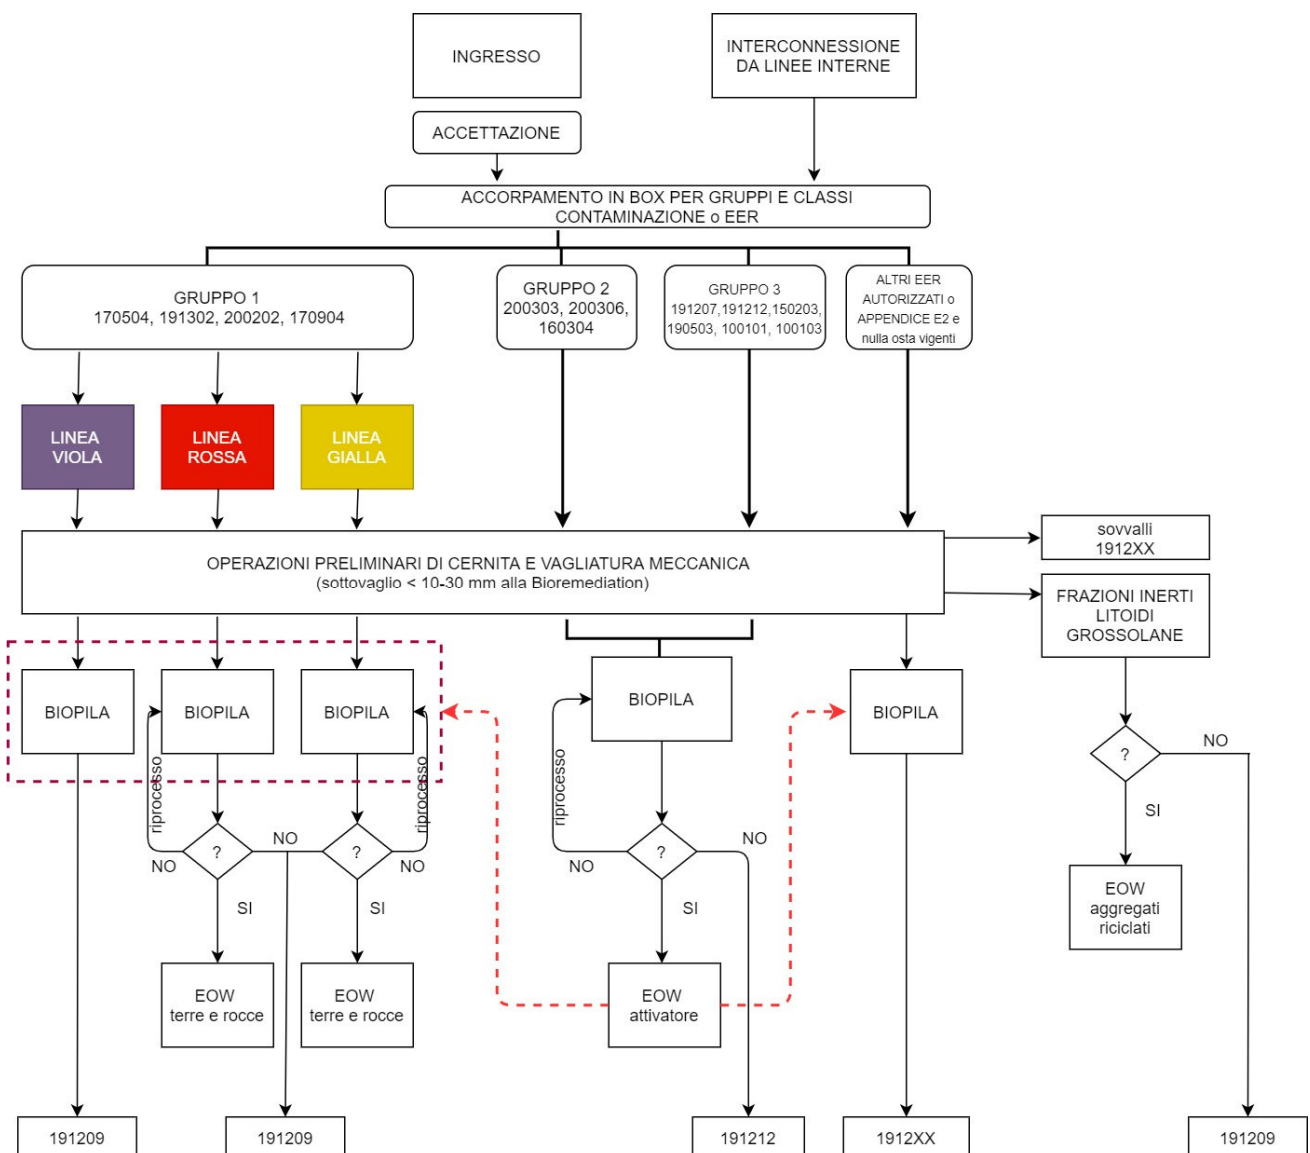 INGRESSO
INTERCONNESSIONE
DA LINEE INTERNE
ACCETTAZIONE
ACCORPAMENTO IN BOX PER GRUPPI E CLASSI
CONTAMINAZIONE o EER
GRUPPO 1
170504, 191302, 200202, 170904
GRUPPO 2
200303, 200306,
160304
GRUPPO 3
191207,191212,150203,
190503, 100101, 100103
ALTRI EER
AUTORIZZATI o
APPENDICE E2 e
nulla osta vigenti
LINEA
VIOLA
LINEA
ROSSA
LINEA
GIALLA
OPERAZIONI PRELIMINARI DI CERNITA E VAGLIATURA MECCANICA
(sottovaglio < 10-30 mm alla Bioremediation)
sovvalli
1912XX
FRAZIONI INERTI
LITOIDI
GROSSOLANE
BIOPILA
BIOPILA
BIOPILA
BIOPILA
BIOPILA
riprocesso
riprocesso
riprocesso
?
NO
SI
?
NO
NO
SI
?
NO
NO
SI
?
NO
SI
EOW
terre e rocce
EOW
terre e rocce
EOW
attivatore
EOW
aggregati
riciclati
191209
191209
191212
1912XX
191209